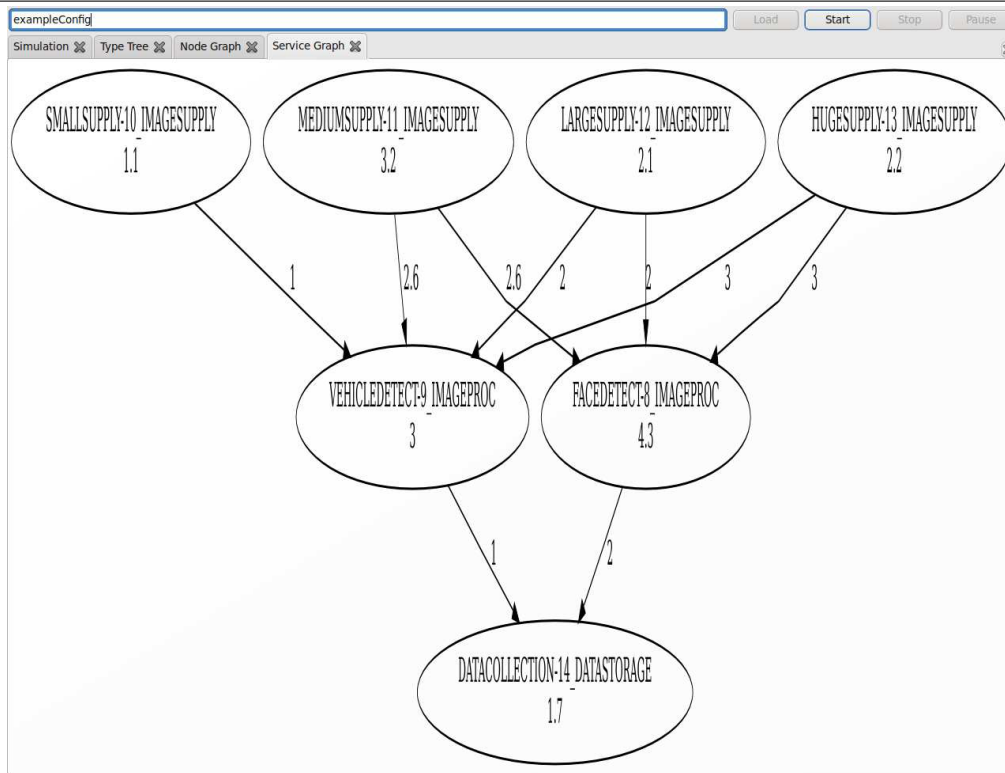 exampleConfig
Load
Start
Stop
Pause
Simulation
Type Tree
Node Graph
Service Graph
SMALLSUPPLY-10_IMAGESUPPLY
1.1
MEDIUMSUPPLY-11_IMAGESUPPLY
3.2
LARGESUPPLY-12_IMAGESUPPLY
2.1
HUGESUPPLY-13_IMAGESUPPLY
2.2
1
2.6
2.6
2
2
3
3
VEHICLEDETECT-9_IMAGEPROC
3
FACEDETECT-8_IMAGEPROC
4.3
1
2
DATACOLLECTION-14_DATASTORAGE
1.7